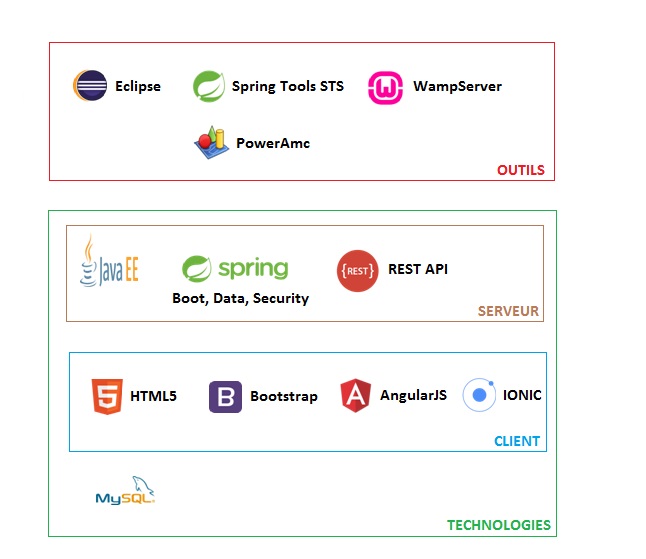 Eclipse
Spring Tools STS
WampServer
PowerAmc
OUTILS
Java EE
spring
{REST}
REST API
Boot, Data, Security
SERVEUR
5
HTML5
B
Bootstrap
A
AngularJS
IONIC
CLIENT
MySQL
TECHNOLOGIES